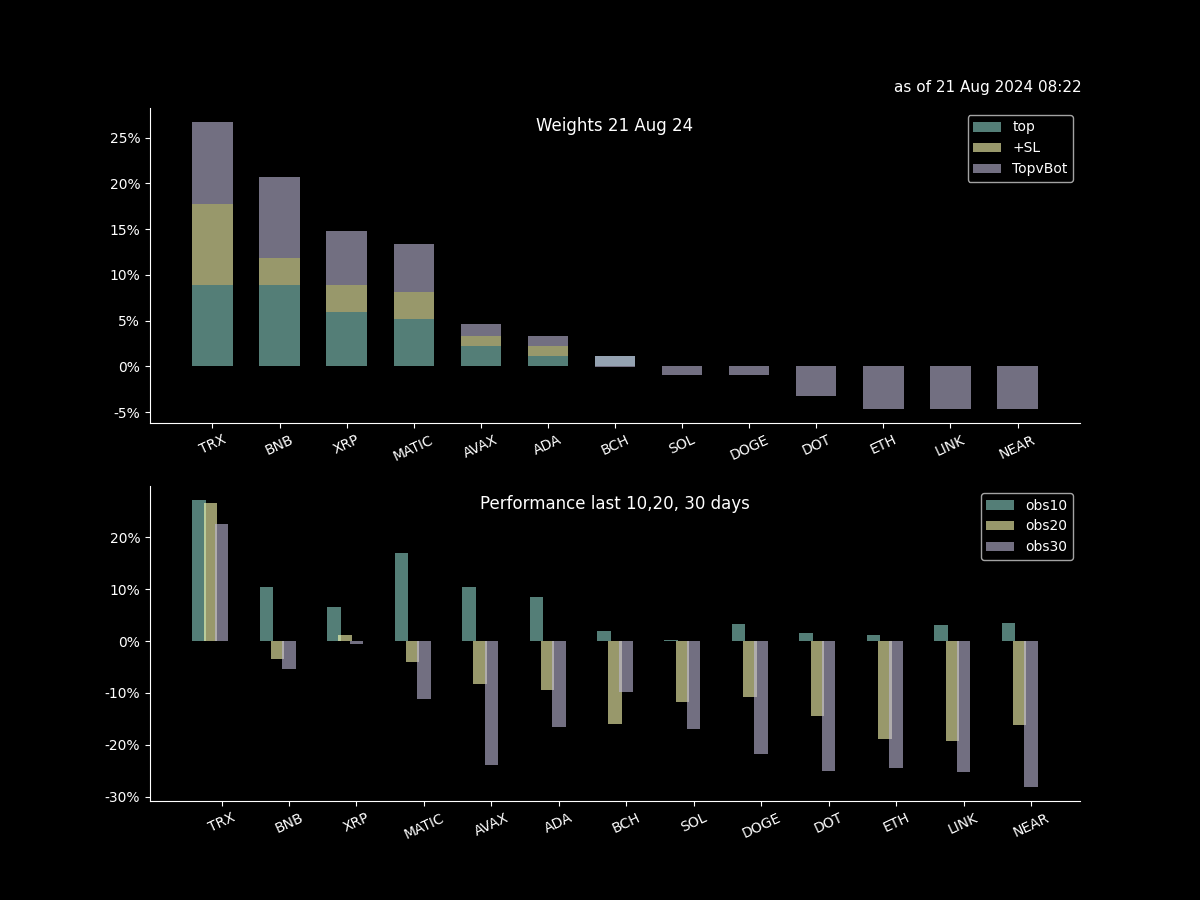 as of 21 Aug 2024 08:22
Weights 21 Aug 24
top
+SL
TopvBot
25%
20%
15%
10%
5%
0%
-5%
TRX BNB XRP MATIC AVAX ADA BCH SOL DOGE DOT ETH LINK NEAR
Performance last 10,20, 30 days
obs10
obs20
obs30
20%
10%
0%
-10%
-20%
-30%
TRX BNB XRP MATIC AVAX ADA BCH SOL DOGE DOT ETH LINK NEAR